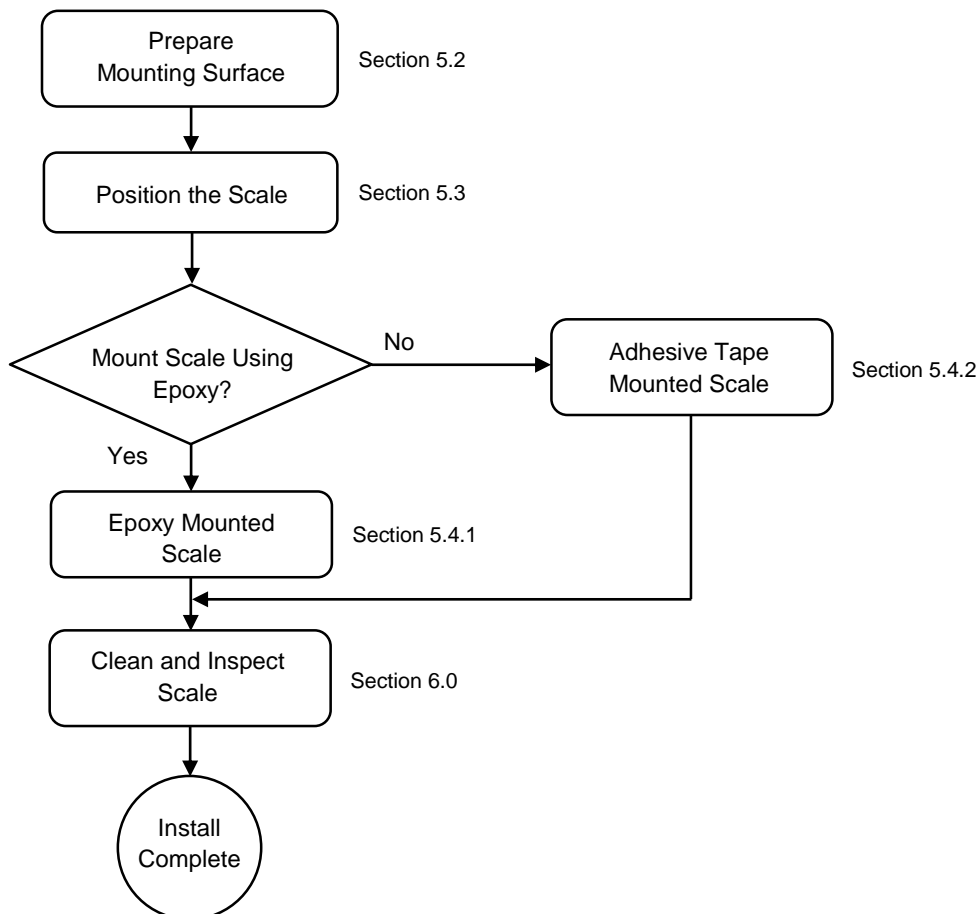 Prepare
Mounting Surface
Section 5.2
Position the Scale
Section 5.3
Mount Scale Using
Epoxy?
No
Adhesive Tape
Mounted Scale
Section 5.4.2
Yes
Epoxy Mounted
Scale
Section 5.4.1
Clean and Inspect
Scale
Section 6.0
Install
Complete